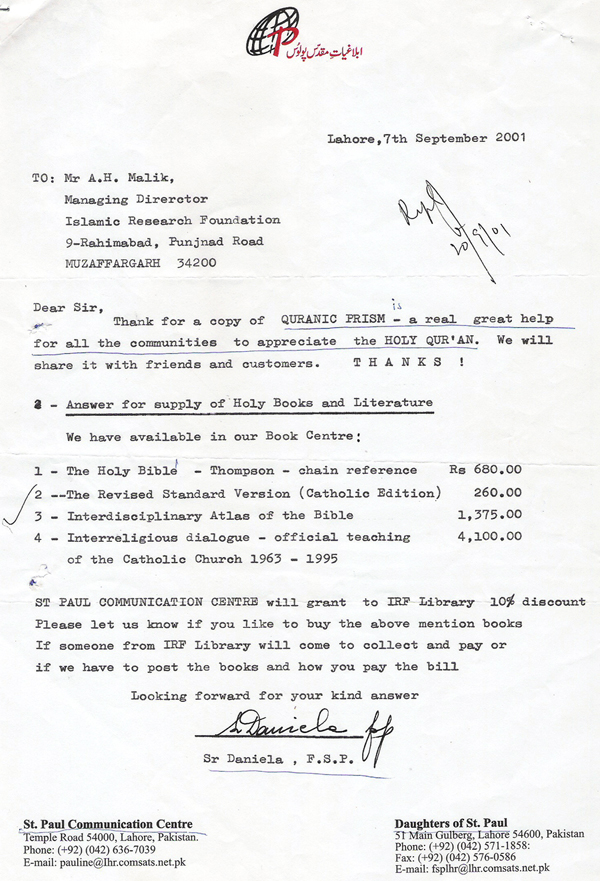 P
ابلاغیاتِ مقدّس پولوُس
Lahore,7th September 2001
TO: Mr A.H. Malik,
Managing Direrctor
Islamic Research Foundation
9-Rahimabad, Punjnad Road
MUZAFFARGARH 34200
20/9/01
Dear Sir,
is
Thank for a copy of QURANIC PRISM - a real great help
for all the communities to appreciate the HOLY QUR'AN. We will
share it with friends and customers. T H A N K S !
2 - Answer for supply of Holy Books and Literature
We have available in our Book Centre:
1 - The Holy Bible - Thompson - chain reference Rs 680.00
2 --The Revised Standard Version (Catholic Edition) 260.00
3 - Interdisciplinary Atlas of the Bible 1,375.00
4 - Interreligious dialogue - official teaching 4,100.00
of the Catholic Church 1963 - 1995
ST PAUL COMMUNICATION CENTRE will grant to IRF Library 10% discount
Please let us know if you like to buy the above mention books
If someone from IRF Library will come to collect and pay or
if we have to post the books and how you pay the bill
Looking forward for your kind answer
Sr Daniela fsp
Sr Daniela , F.S.P.
St. Paul Communication Centre
Temple Road 54000, Lahore, Pakistan.
Phone: (+92) (042) 636-7039
E-mail: pauline@lhr.comsats.net.pk
Daughters of St. Paul
51 Main Gulberg, Lahore 54600, Pakistan
Phone: (+92) (042) 571-1858:
Fax: (+92) (042) 576-0586
E-mail: fsplhr@lhr.comsats.net.pk